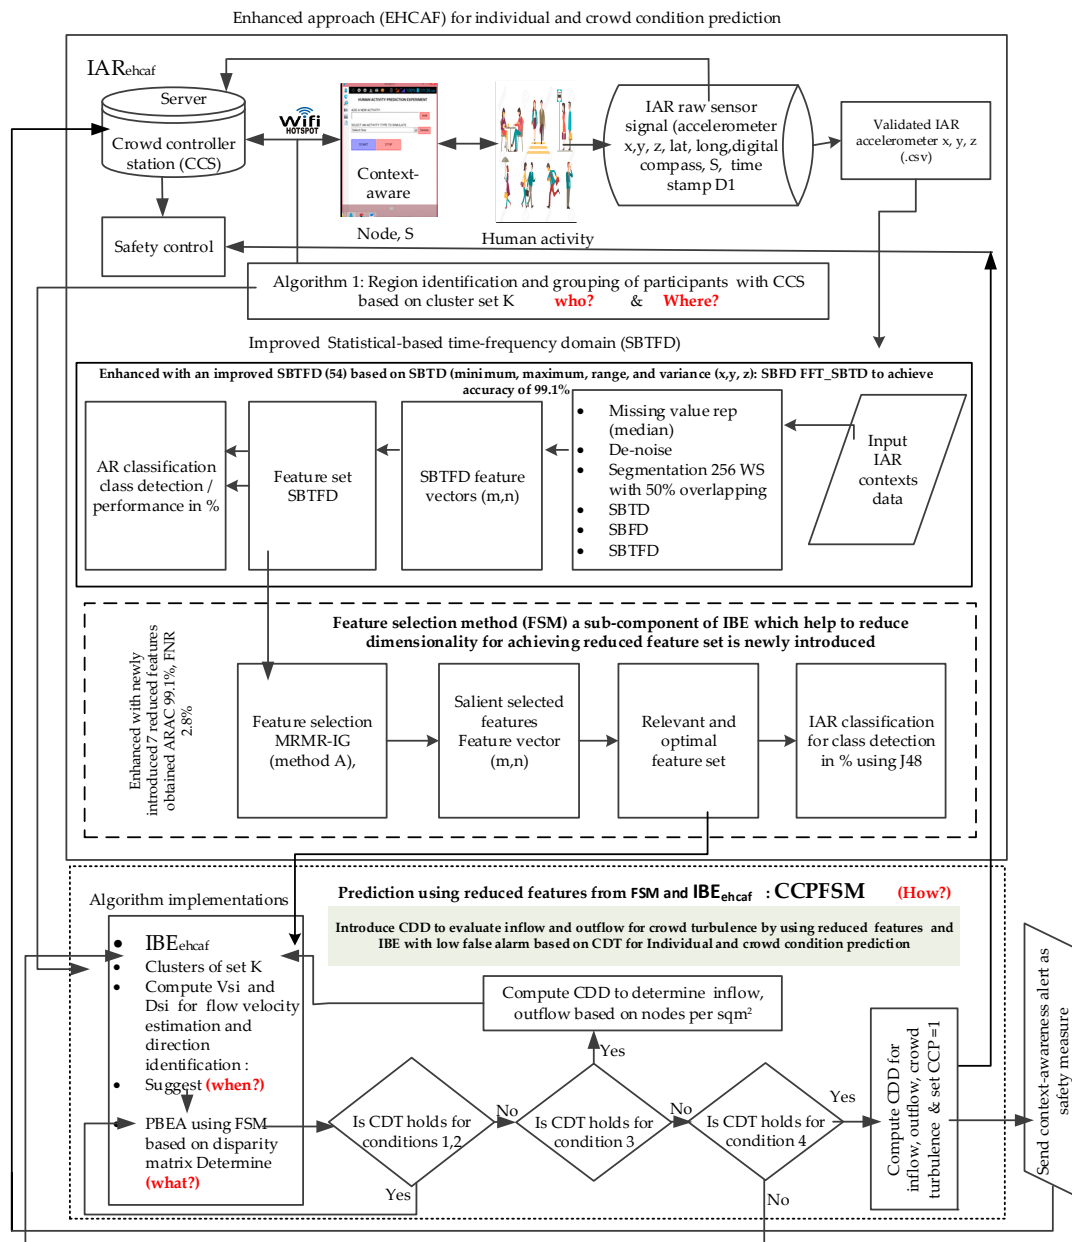 Enhanced approach (EHCAF) for individual and crowd condition prediction
IARehcaf
Server
Crowd controller
station (CCS)
Wifi
HOTSPOT
HUMAN ACTIVITY PREDICTION EXPERIMENT
START
STOP
Context-
aware
Node, S
Human activity
IAR raw sensor
signal (accelerometer
x,y, z, lat, long,digital
compass, S, time
stamp D1
Validated IAR
accelerometer x, y, z
(.csv)
Safety control
Algorithm 1: Region identification and grouping of participants with CCS
based on cluster set K who? & Where?
Improved Statistical-based time-frequency domain (SBTFD)
Enhanced with an improved SBTFD (54) based on SBTD (minimum, maximum, range, and variance (x,y, z): SBFD FFT_SBTD to achieve
accuracy of 99.1%
AR classification
class detection /
performance in %
Feature set
SBTFD
SBTFD feature
vectors (m,n)
• Missing value rep
(median)
• De-noise
• Segmentation 256 WS
with 50% overlapping
• SBTD
• SBFD
• SBTFD
Input
IAR
contexts
data
Feature selection method (FSM) a sub-component of IBE which help to reduce
dimensionality for achieving reduced feature set is newly introduced
Enhanced with newly
introduced 7 reduced features
obtained ARAC 99.1%, FNR
2.8%
Feature selection
MRMR-IG
(method A),
Salient selected
features
Feature vector
(m,n)
Relevant and
optimal
feature set
IAR classification
for class detection
in % using J48
Prediction using reduced features from FSM and IBEehcaf : CCPFSM (How?)
Algorithm implementations
Introduce CDD to evaluate inflow and outflow for crowd turbulence by using reduced features and
IBE with low false alarm based on CDT for Individual and crowd condition prediction
• IBEehcaf
• Clusters of set K
• Compute Vsi and
Dsi for flow velocity
estimation and
direction
identification :
• Suggest (when?)
• PBEA using FSM
based on disparity
matrix Determine
(what?)
Compute CDD to determine inflow,
outflow based on nodes per sqm²
Yes
Is CDT holds for
conditions 1,2
No
Is CDT holds for
condition 3
No
Is CDT holds for
condition 4
Yes
Yes
No
Compute CDD for
inflow, outflow, crowd
turbulence & set CCP=1
Send context-awareness alert as
safety measure